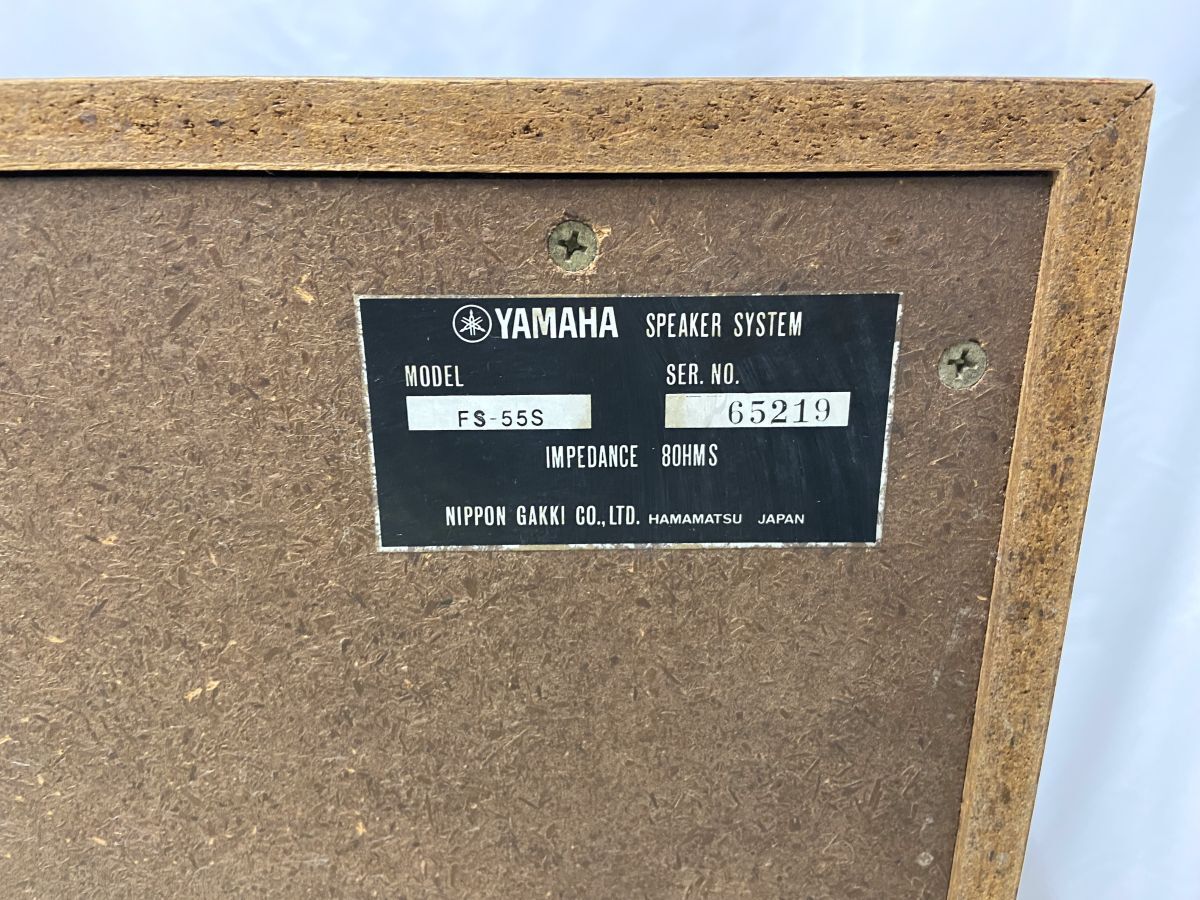 YAMAHA SPEAKER SYSTEM
MODEL SER. NO.
FS-55S 65219
IMPEDANCE 8OHMS
NIPPON GAKKI CO.,LTD. HAMAMATSU JAPAN